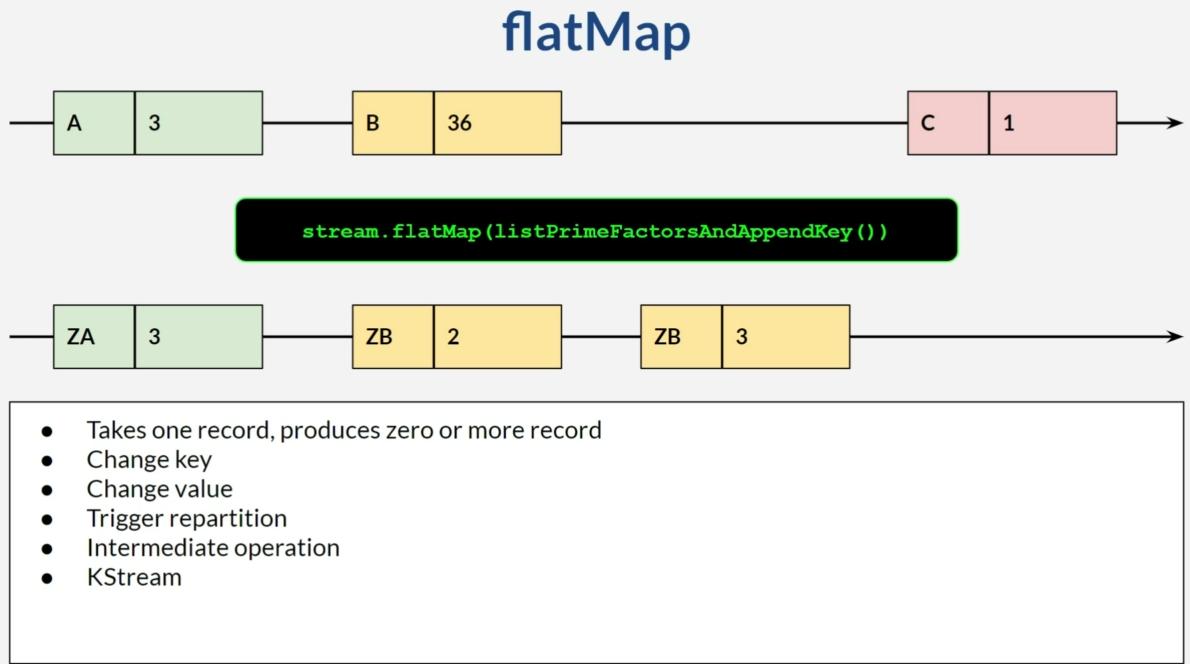 flatMap
A 3 B 36 C 1
stream.flatMap(listPrimeFactorsAndAppendKey())
ZA 3 ZB 2 ZB 3
● Takes one record, produces zero or more record
● Change key
● Change value
● Trigger repartition
● Intermediate operation
● KStream